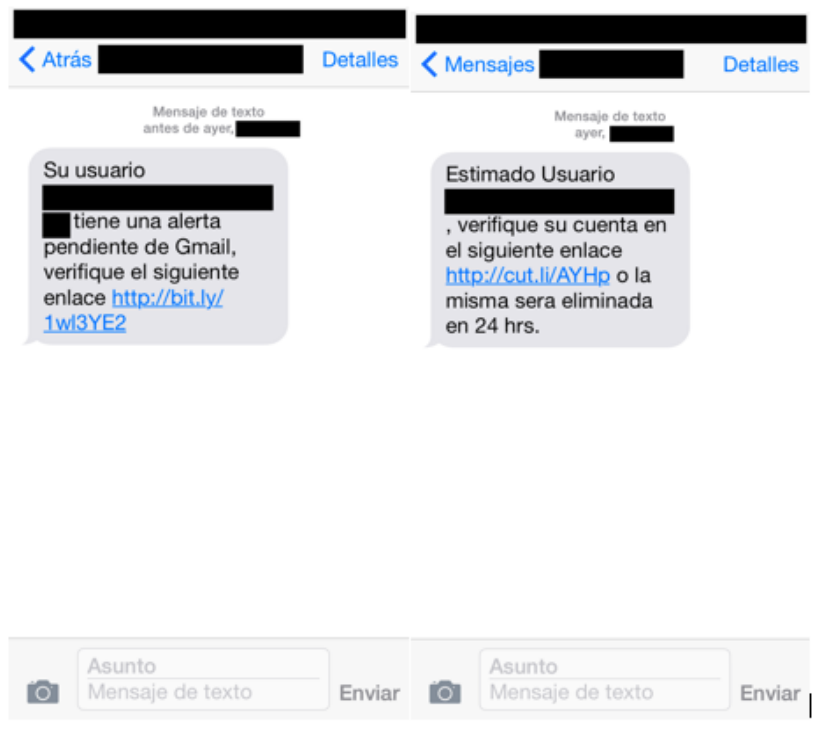 Atrás
Detalles
Mensaje de texto
antes de ayer,
Su usuario
tiene una alerta
pendiente de Gmail,
verifique el siguiente
enlace http://bit.ly/
1wl3YE2
Asunto
Mensaje de texto
Enviar
Mensajes
Detalles
Mensaje de texto
ayer,
Estimado Usuario
, verifique su cuenta en
el siguiente enlace
http://cut.li/AYHp o la
misma sera eliminada
en 24 hrs.
Asunto
Mensaje de texto
Enviar